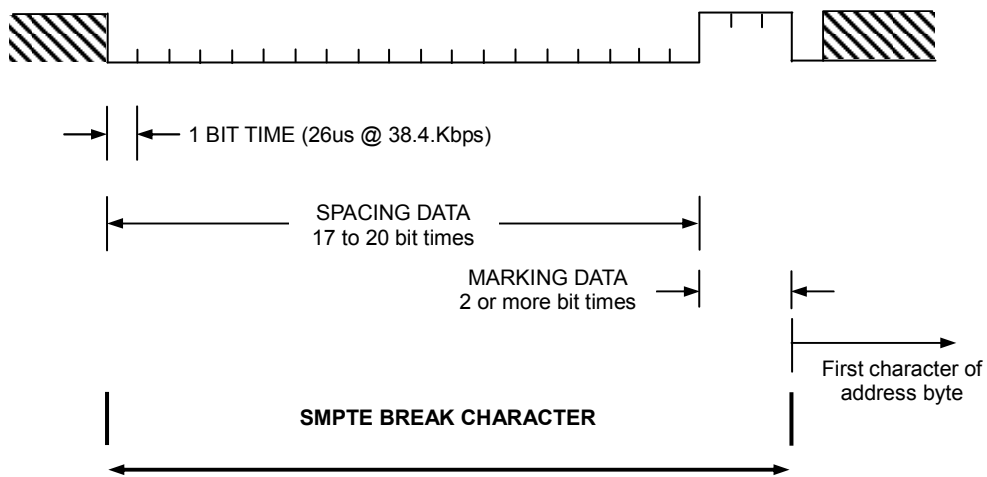 1 BIT TIME (26us @ 38.4.Kbps)
SPACING DATA
17 to 20 bit times
MARKING DATA
2 or more bit times
First character of
address byte
SMPTE BREAK CHARACTER